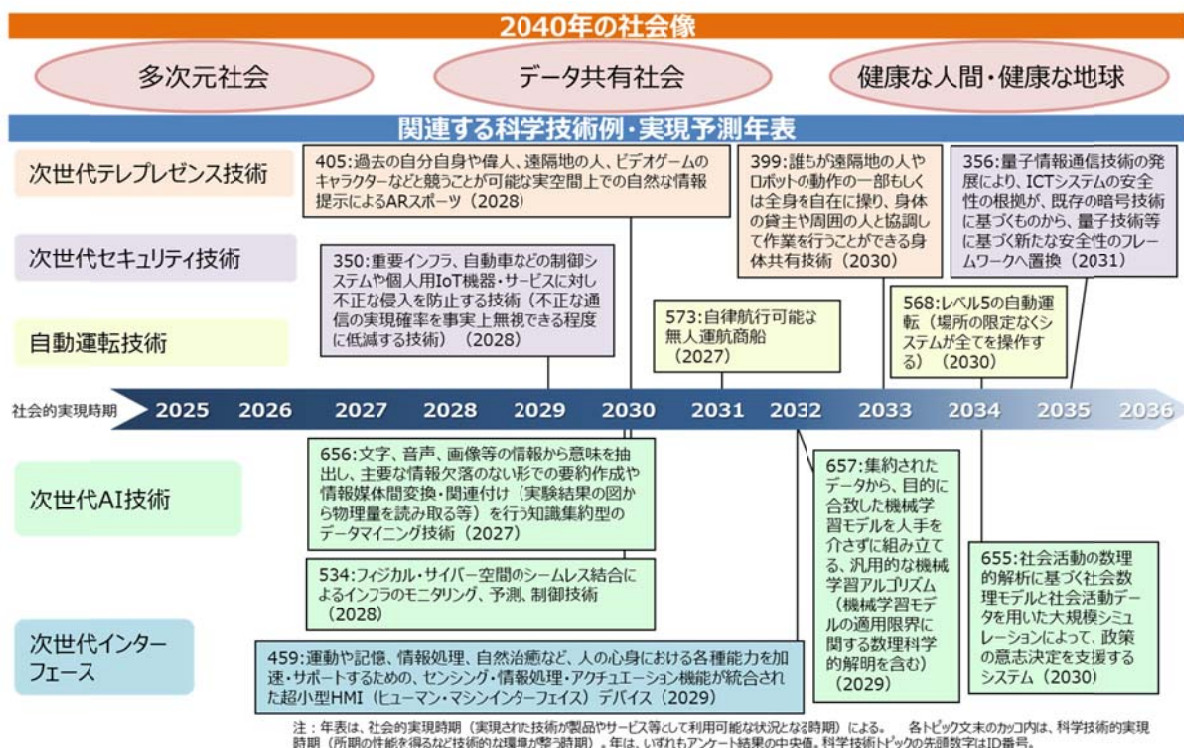 2040年の社会像
多次元社会
データ共有社会
健康な人間・健康な地球
関連する科学技術例・実現予測年表
次世代テレプレゼンス技術
405:過去の自分自身や偉人、遠隔地の人、ビデオゲームの
キャラクターなどと競うことが可能な実空間上での自然な情報
提示によるARスポーツ（2028）
399:誰もが遠隔地の人や
ロボットの動作の一部もしく
は全身を自在に操り、身体
の貸主や周囲の人と協調し
て作業を行うことができる身
体共有技術（2030）
356:量子情報通信技術の発
展により、ICTシステムの安全
性の根拠が、既存の暗号技術
に基づくものから、量子技術等
に基づく新たな安全性のフレー
ムワークへ置換（2031）
次世代セキュリティ技術
350:重要インフラ、自動車などの制御シ
ステムや個人用IoT機器・サービスに対し
不正な侵入を防止する技術（不正な通
信の実現確率を事実上無視できる程度
に低減する技術）（2028）
自動運転技術
573:自律航行可能な
無人運航商船
（2027）
568:レベル5の自動運
転（場所の限定なくシ
ステムが全てを操作す
る）（2030）
社会的実現時期
2025 2026 2027 2028 2029 2030 2031 2032 2033 2034 2035 2036
次世代AI技術
656:文字、音声、画像等の情報から意味を抽
出し、主要な情報欠落のない形での要約作成や
情報媒体間変換・関連付け（実験結果の図か
ら物理量を読み取る等）を行う知識集約型の
データマイニング技術（2027）
534:フィジカル・サイバー空間のシームレス結合に
よるインフラのモニタリング、予測、制御技術
（2028）
657:集約された
データから、目的に
合致した機械学
習モデルを人手を
介さずに組み立て
る、汎用的な機械
学習アルゴリズム
（機械学習モデ
ルの適用限界に
関する数理科学
的解明を含む）
（2029）
655:社会活動の数理
的解析に基づく社会数
理モデルと社会活動デー
タを用いた大規模シミュ
レーションによって、政策
の意志決定を支援する
システム（2030）
次世代インター
フェース
459:運動や記憶、情報処理、自然治癒など、人の心身における各種能力を加
速・サポートするための、センシング・情報処理・アクチュエーション機能が統合され
た超小型HMI（ヒューマン・マシンインターフェイス）デバイス（2029）
注：年表は、社会的実現時期（実現された技術が製品やサービス等として利用可能な状況となる時期）による。 各トピック文末のカッコ内は、科学技術的実現
時期（所期の性能を得るなど技術的な環境が整う時期）。年は、いずれもアンケート結果の中央値。科学技術トピックの先頭数字はID番号。